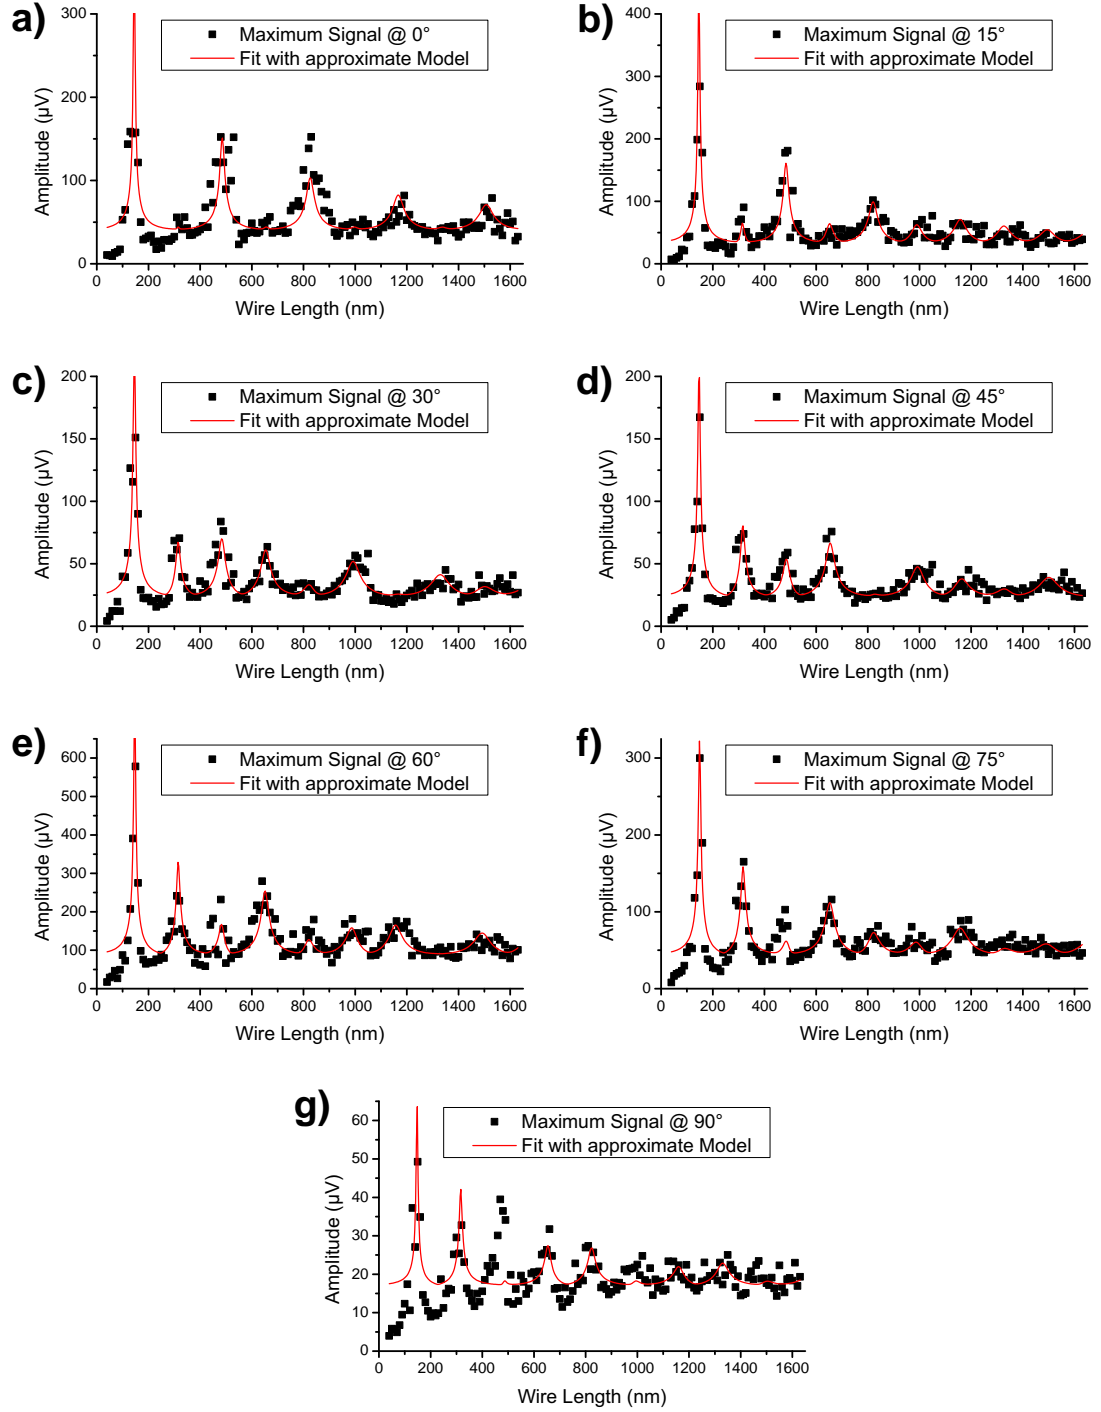 a)
Maximum Signal @ 0°
Fit with approximate Model
Amplitude (µV)
300
200
100
0
0 200 400 600 800 1000 1200 1400 1600
Wire Length (nm)
b)
Maximum Signal @ 15°
Fit with approximate Model
Amplitude (µV)
400
300
200
100
0
0 200 400 600 800 1000 1200 1400 1600
Wire Length (nm)
c)
Maximum Signal @ 30°
Fit with approximate Model
Amplitude (µV)
200
150
100
50
0
0 200 400 600 800 1000 1200 1400 1600
Wire Length (nm)
d)
Maximum Signal @ 45°
Fit with approximate Model
Amplitude (µV)
200
150
100
50
0
0 200 400 600 800 1000 1200 1400 1600
Wire Length (nm)
e)
Maximum Signal @ 60°
Fit with approximate Model
Amplitude (µV)
600
500
400
300
200
100
0
0 200 400 600 800 1000 1200 1400 1600
Wire Length (nm)
f)
Maximum Signal @ 75°
Fit with approximate Model
Amplitude (µV)
300
200
100
0
0 200 400 600 800 1000 1200 1400 1600
Wire Length (nm)
g)
Maximum Signal @ 90°
Fit with approximate Model
Amplitude (µV)
60
50
40
30
20
10
0
0 200 400 600 800 1000 1200 1400 1600
Wire Length (nm)